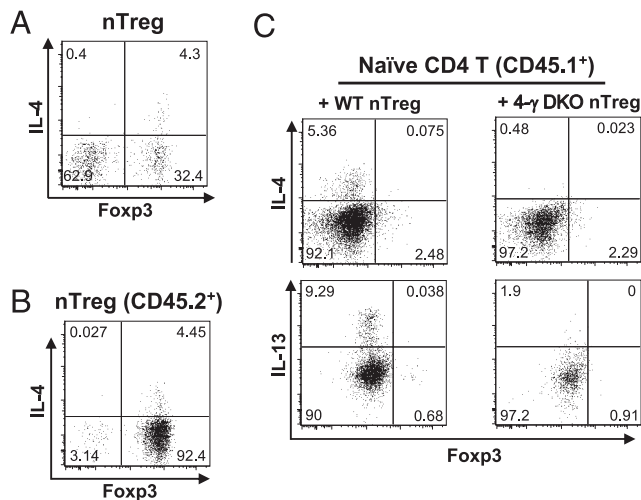 A
nTreg
0.4 4.3
62.9 32.4
IL-4
Foxp3
B
nTreg (CD45.2+)
0.027 4.45
3.14 92.4
IL-4
Foxp3
C
Naïve CD4 T (CD45.1+)
+ WT nTreg + 4-γ DKO nTreg
5.36 0.075 0.48 0.023
92.1 2.48 97.2 2.29
IL-4
9.29 0.038 1.9 0
90 0.68 97.2 0.91
IL-13
Foxp3